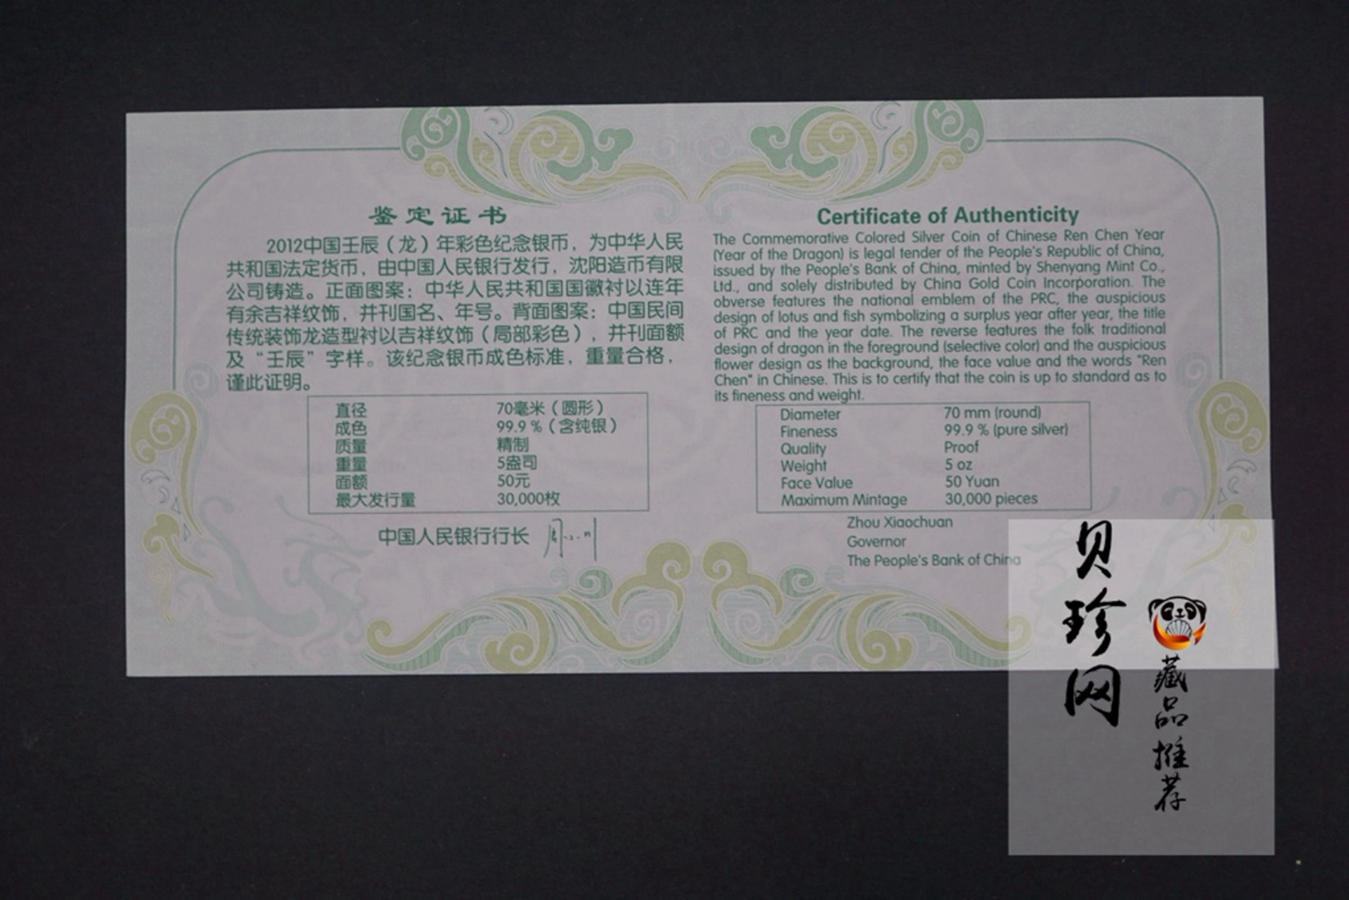 鉴定证书
2012中国壬辰（龙）年彩色纪念银币，为中华人民
共和国法定货币，由中国人民银行发行，沈阳造币有限
公司铸造。正面图案：中华人民共和国国徽衬以连年
有余吉祥纹饰，并刊国名、年号。背面图案：中国民间
传统装饰龙造型衬以吉祥纹饰（局部彩色），并刊面额
及“壬辰”字样。该纪念银币成色标准，重量合格，
谨此证明。
直径 70毫米（圆形）
成色 99.9％（含纯银）
质量 精制
重量 5盎司
面额 50元
最大发行量 30,000枚
中国人民银行行长
Certificate of Authenticity
The Commemorative Colored Silver Coin of Chinese Ren Chen Year
(Year of the Dragon) is legal tender of the People's Republic of China,
issued by the People's Bank of China, minted by Shenyang Mint Co.,
Ltd., and solely distributed by China Gold Coin Incorporation. The
obverse features the national emblem of the PRC, the auspicious
design of lotus and fish symbolizing a surplus year after year, the title
of PRC and the year date. The reverse features the folk traditional
design of dragon in the foreground (selective color) and the auspicious
flower design as the background, the face value and the words "Ren
Chen" in Chinese. This is to certify that the coin is up to standard as to
its fineness and weight.
Diameter 70 mm (round)
Fineness 99.9 % (pure silver)
Quality Proof
Weight 5 oz
Face Value 50 Yuan
Maximum Mintage 30,000 pieces
Zhou Xiaochuan
Governor
The People's Bank of China
贝珍网
藏品推荐